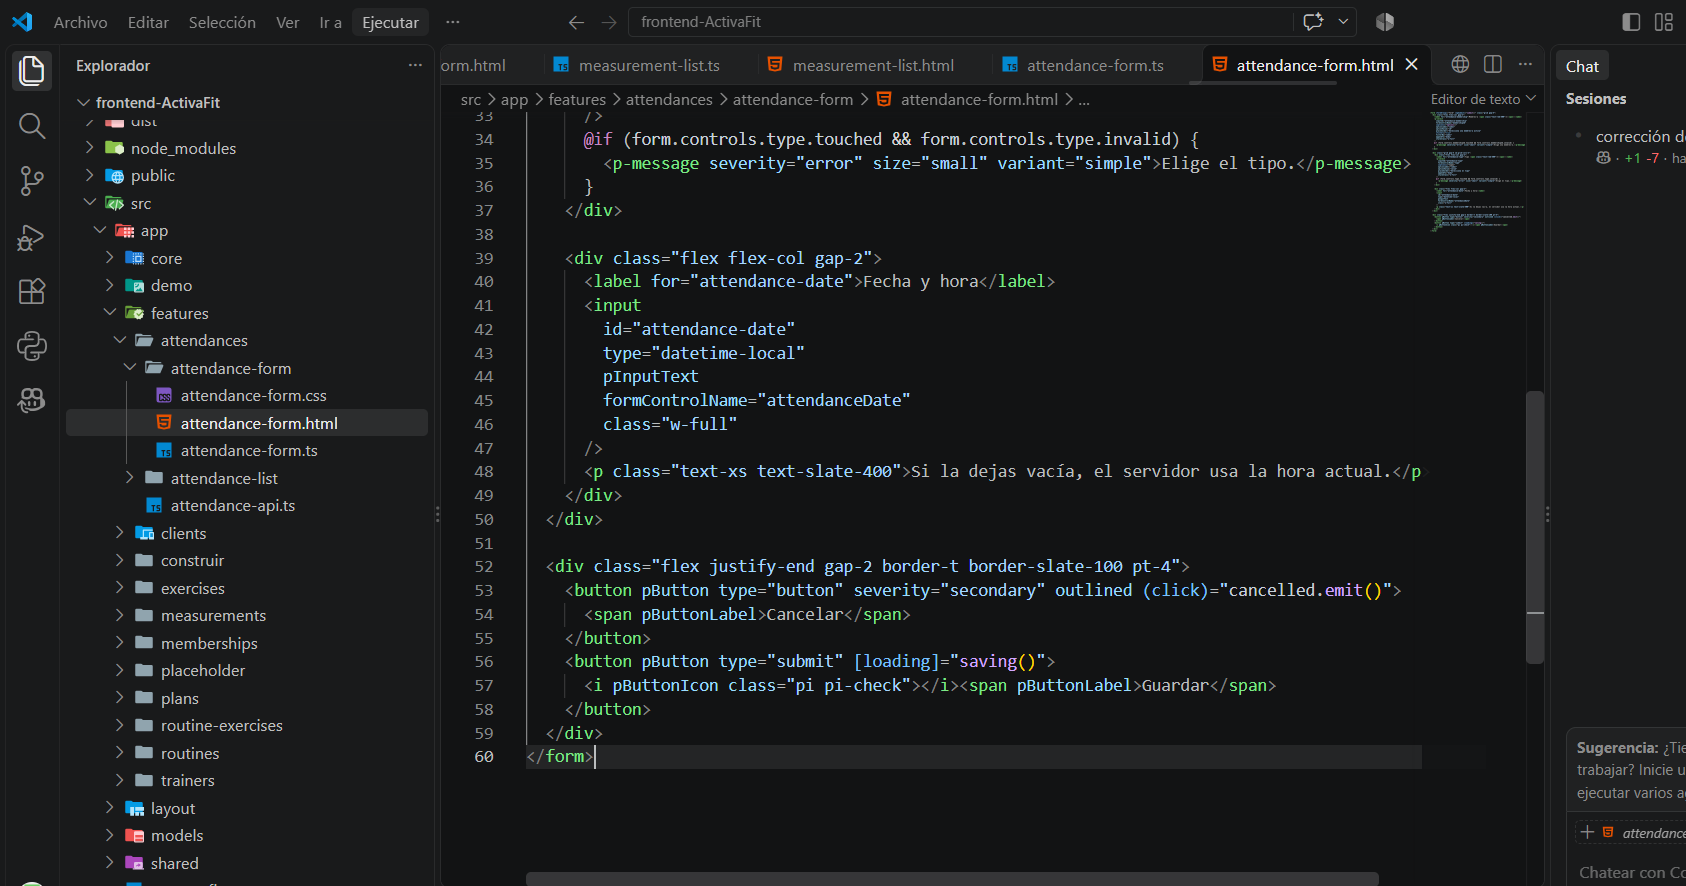 Archivo Editar Selección Ver Ir a Ejecutar ··· frontend-ActivaFit
Explorador ···
frontend-ActivaFit
dist
node_modules
public
src
app
core
demo
features
attendances
attendance-form
attendance-form.css
attendance-form.html
attendance-form.ts
attendance-list
attendance-api.ts
clients
construir
exercises
measurements
memberships
placeholder
plans
routine-exercises
routines
trainers
layout
models
shared
orm.html measurement-list.ts measurement-list.html attendance-form.ts attendance-form.html
src > app > features > attendances > attendance-form > attendance-form.html > ... Editor de texto
33 />
34 @if (form.controls.type.touched && form.controls.type.invalid) {
35 <p-message severity="error" size="small" variant="simple">Elige el tipo.</p-message>
36 }
37 </div>
38
39 <div class="flex flex-col gap-2">
40 <label for="attendance-date">Fecha y hora</label>
41 <input
42 id="attendance-date"
43 type="datetime-local"
44 pInputText
45 formControlName="attendanceDate"
46 class="w-full"
47 />
48 <p class="text-xs text-slate-400">Si la dejas vacía, el servidor usa la hora actual.</p
49 </div>
50 </div>
51
52 <div class="flex justify-end gap-2 border-t border-slate-100 pt-4">
53 <button pButton type="button" severity="secondary" outlined (click)="cancelled.emit()">
54 <span pButtonLabel>Cancelar</span>
55 </button>
56 <button pButton type="submit" [loading]="saving()">
57 <i pButtonIcon class="pi pi-check"></i><span pButtonLabel>Guardar</span>
58 </button>
59 </div>
60 </form>
Chat
Sesiones
corrección d
· +1 -7 · ha
Sugerencia: ¿Tie
trabajar? Inicie u
ejecutar varios a
attendance
Chatear con Co